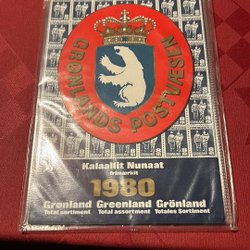 GRØNLANDS POSTVÆSEN
Kalaallit Nunaat
frimærkit
1980
Grønland Greenland Grönland
Total sortiment Total assortment Totales Sortiment